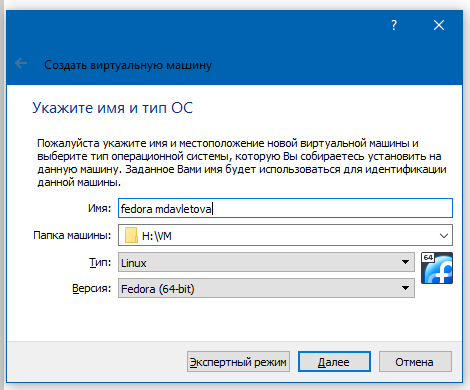 ?
Создать виртуальную машину
Укажите имя и тип ОС
Пожалуйста укажите имя и местоположение новой виртуальной машины и
выберите тип операционной системы, которую Вы собираетесь установить на
данную машину. Заданное Вами имя будет использоваться для идентификации
данной машины.
Имя: fedora mdavletova
Папка машины: H:\VM
Тип: Linux 64
Версия: Fedora (64-bit)
Экспертный режим Далее Отмена